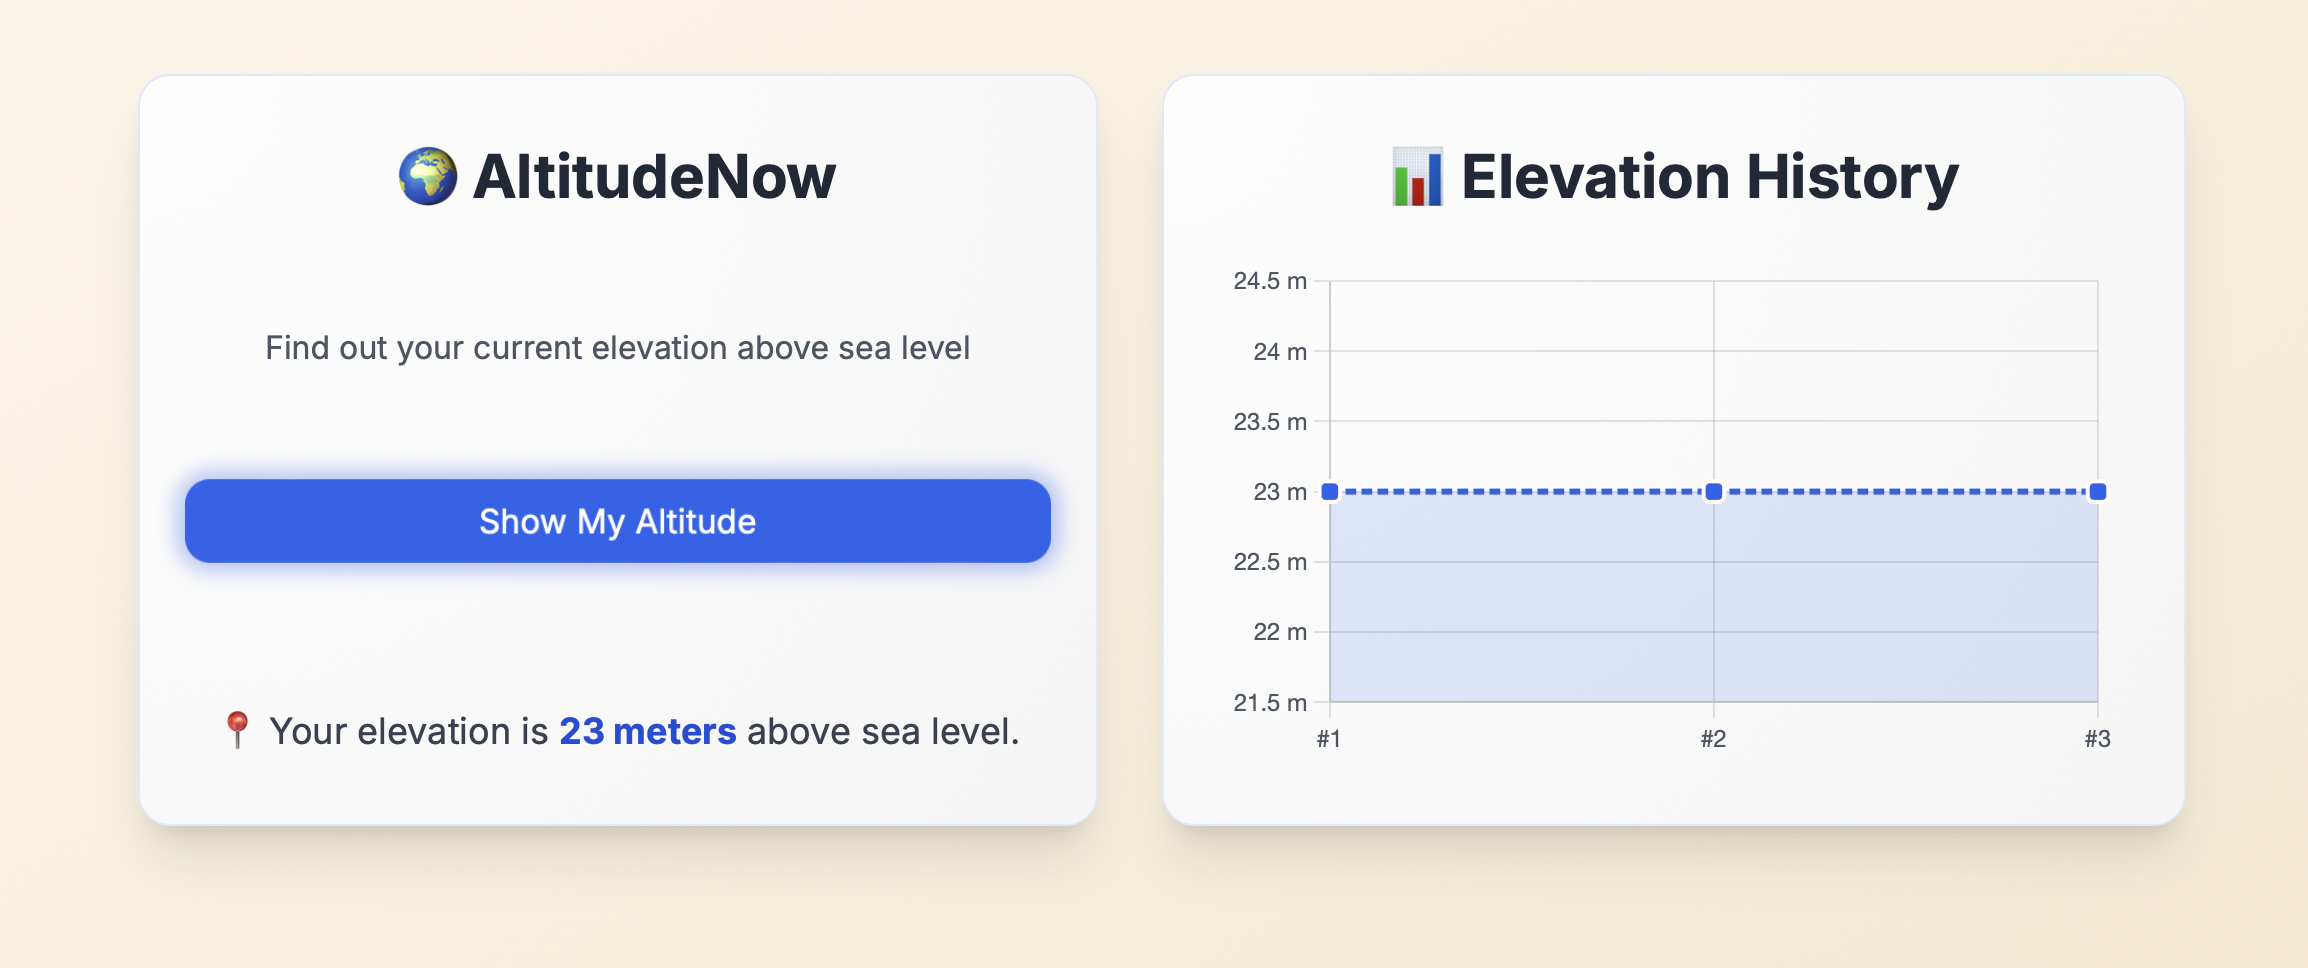 🌍 AltitudeNow
Find out your current elevation above sea level
Show My Altitude
📍 Your elevation is 23 meters above sea level.
📊 Elevation History
24.5 m
24 m
23.5 m
23 m
22.5 m
22 m
21.5 m
#1 #2 #3